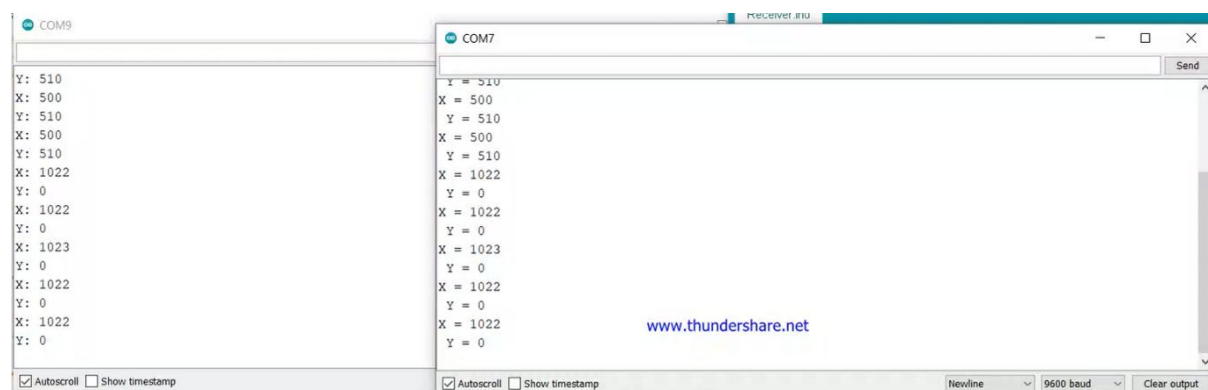 COM9
Y: 510
X: 500
Y: 510
X: 500
Y: 510
X: 1022
Y: 0
X: 1022
Y: 0
X: 1023
Y: 0
X: 1022
Y: 0
X: 1022
Y: 0
Autoscroll Show timestamp
Receiver.ino
COM7
Send
Y = 510
X = 500
Y = 510
X = 500
Y = 510
X = 1022
Y = 0
X = 1022
Y = 0
X = 1023
Y = 0
X = 1022
Y = 0
X = 1022
Y = 0
www.thundershare.net
Autoscroll Show timestamp
Newline 9600 baud Clear output